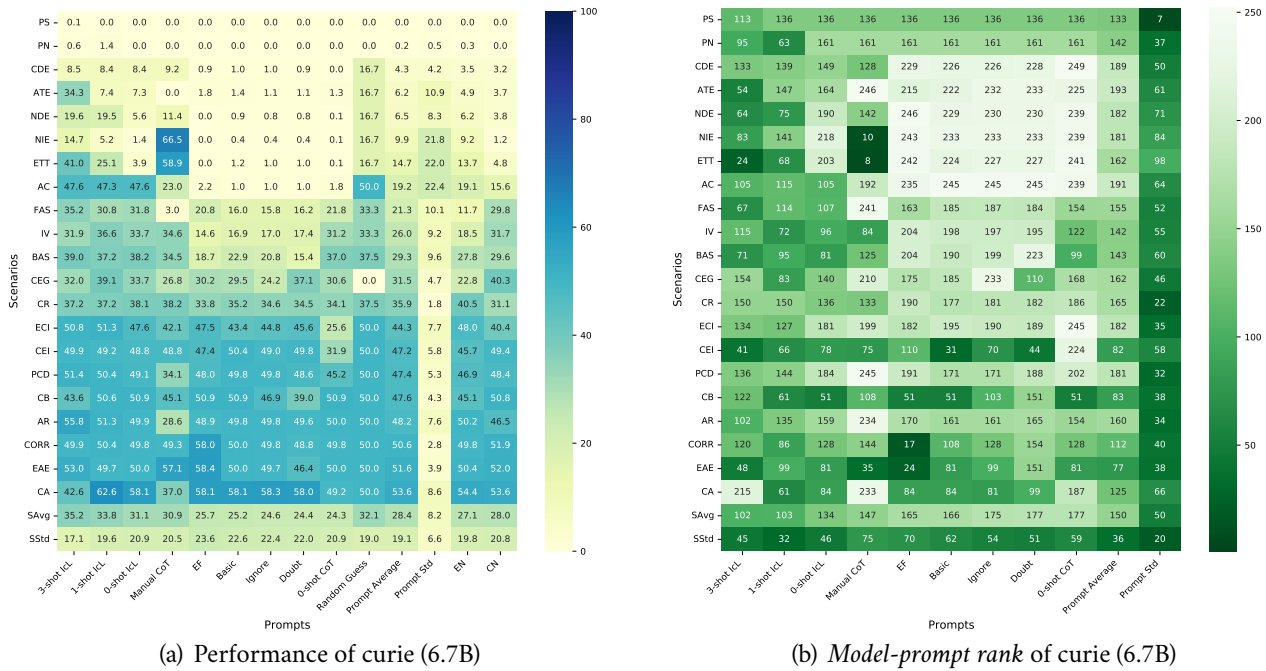 PS 0.1 0.0 0.0 0.0 0.0 0.0 0.0 0.0 0.0 0.0 0.0 0.0 0.0 0.0
PN 0.6 1.4 0.0 0.0 0.0 0.0 0.0 0.0 0.0 0.0 0.2 0.5 0.3 0.0
CDE 8.5 8.4 8.4 9.2 0.9 1.0 1.0 0.9 0.0 16.7 4.3 4.2 3.5 3.2
ATE 34.3 7.4 7.3 0.0 1.8 1.4 1.1 1.1 1.3 16.7 6.2 10.9 4.9 3.7
NDE 19.6 19.5 5.6 11.4 0.0 0.9 0.8 0.8 0.1 16.7 6.5 8.3 6.2 3.8
NIE 14.7 5.2 1.4 66.5 0.0 0.4 0.4 0.4 0.1 16.7 9.9 21.8 9.2 1.2
ETT 41.0 25.1 3.9 58.9 0.0 1.2 1.0 1.0 0.0 16.7 14.7 22.0 13.7 4.8
AC 47.6 47.3 47.6 23.0 2.2 1.0 1.0 1.0 1.8 50.0 19.2 22.4 19.1 15.6
FAS 35.2 30.8 31.8 3.0 20.8 16.0 15.8 16.2 21.8 33.3 21.3 10.1 11.7 29.8
IV 31.9 36.6 33.7 34.6 14.6 16.9 17.0 17.4 31.2 33.3 26.0 9.2 18.5 31.7
BAS 39.0 37.2 38.2 34.5 18.7 22.9 20.8 15.4 37.0 37.5 29.3 9.6 27.8 29.6
CEG 32.0 39.1 33.7 26.8 30.2 29.5 24.2 37.1 30.6 0.0 31.5 4.7 22.8 40.3
CR 37.2 37.2 38.1 38.2 33.8 35.2 34.6 34.5 34.1 37.5 35.9 1.8 40.5 31.1
ECI 50.8 51.3 47.6 42.1 47.5 43.4 44.8 45.6 25.6 50.0 44.3 7.7 48.0 40.4
CEI 49.9 49.2 48.8 48.8 47.4 50.4 49.0 49.8 31.9 50.0 47.2 5.8 45.7 49.4
PCD 51.4 50.4 49.1 34.1 48.0 49.8 49.8 48.6 45.2 50.0 47.4 5.3 46.9 48.4
CB 43.6 50.6 50.9 45.1 50.9 50.9 46.9 39.0 50.9 50.0 47.6 4.3 45.1 50.8
AR 55.8 51.3 49.9 28.6 48.9 49.8 49.8 49.6 50.0 50.0 47.7 7.6 50.2 46.5
CORR 49.9 50.4 49.8 49.3 58.0 50.0 49.8 48.8 49.8 50.0 50.6 2.8 49.8 51.9
EAE 53.0 49.7 50.0 57.1 58.4 50.0 49.7 46.4 50.0 50.0 51.6 3.9 50.4 52.0
CA 42.6 62.6 58.1 37.0 58.1 58.1 58.3 58.0 49.2 50.0 53.6 8.6 54.4 53.6
SAvg 35.2 33.8 31.1 30.9 25.7 25.2 24.6 24.4 24.3 32.1 28.4 8.2 27.1 28.0
SStd 17.1 19.6 20.9 20.5 23.6 22.6 22.4 22.0 20.9 19.0 19.1 6.6 19.8 20.8
3-shot IcL 1-shot IcL 0-shot IcL Manual CoT EF Basic Ignore Doubt 0-shot CoT Random Guess Prompt Average Prompt Std EN CN
Scenarios
Prompts
100
80
60
40
20
0
(a) Performance of curie (6.7B)
PS 113 136 136 136 136 136 136 136 136 133 7
PN 95 63 161 161 161 161 161 161 161 142 37
CDE 133 139 149 128 229 226 226 228 249 189 50
ATE 54 147 164 246 215 222 232 233 225 193 61
NDE 64 75 190 142 246 229 239 239 239 182 71
NIE 83 141 218 10 243 233 233 233 239 191 84
ETT 24 68 203 8 242 224 227 227 241 162 98
AC 105 115 105 192 235 245 245 245 239 191 64
FAS 67 114 107 241 163 185 187 184 154 155 52
IV 115 72 96 84 204 198 197 195 122 142 55
BAS 71 95 81 125 204 190 199 223 99 143 60
CEG 154 83 140 210 175 185 233 110 168 162 46
CR 150 150 136 133 190 177 181 182 186 165 22
ECI 134 127 181 199 182 195 190 189 245 182 35
CEI 41 66 78 75 110 31 70 44 224 82 58
PCD 136 144 184 245 191 171 171 188 202 181 32
CB 122 61 51 108 51 51 103 151 51 83 38
AR 102 135 159 234 170 161 161 165 154 160 34
CORR 120 86 128 144 17 108 128 154 128 112 40
EAE 48 99 81 35 24 81 99 151 81 77 38
CA 215 61 84 233 84 84 81 99 187 125 66
SAvg 102 103 134 147 165 166 175 177 177 150 50
SStd 45 32 46 75 70 62 54 51 59 36 20
3-shot IcL 1-shot IcL 0-shot IcL Manual CoT EF Basic Ignore Doubt 0-shot CoT Prompt Average Prompt Std
Scenarios
Prompts
250
200
150
100
50
(b) Model-prompt rank of curie (6.7B)